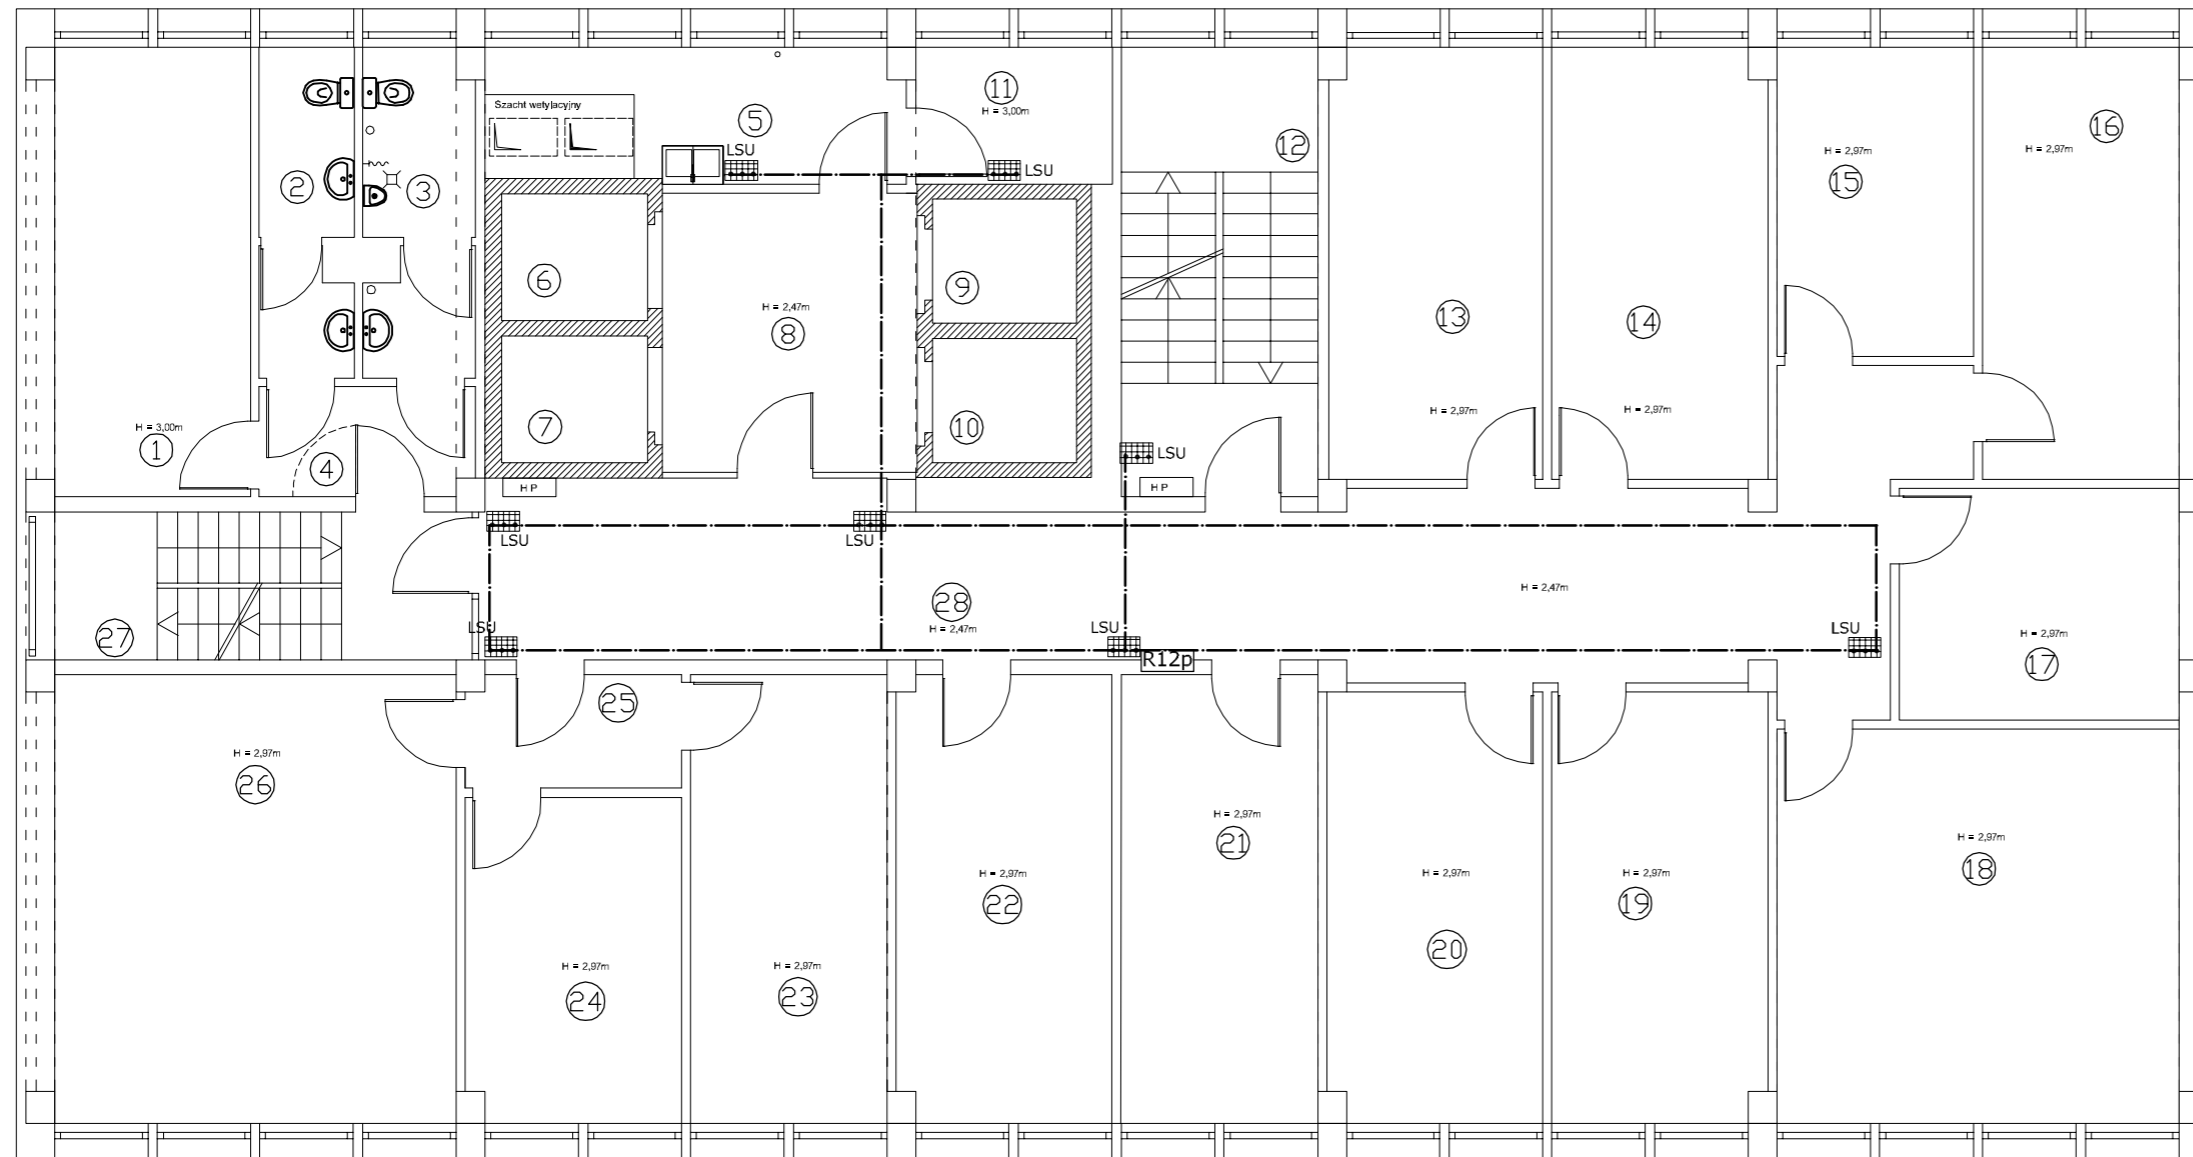 Szacht wetylacyjny
5
LSU
11
H = 3,00m
LSU
12
H = 2,97m
15
16
H = 2,97m
2
3
6
9
H = 2,47m
8
13
14
H = 3,00m
1
4
7
10
H = 2,97m
H = 2,97m
LSU
HP
HP
LSU
LSU
28
H = 2,47m
H = 2,47m
27
LSU
LSU
LSU
R12p
H = 2,97m
17
25
H = 2,97m
26
H = 2,97m
21
H = 2,97m
18
H = 2,97m
22
H = 2,97m
20
H = 2,97m
19
H = 2,97m
24
H = 2,97m
23